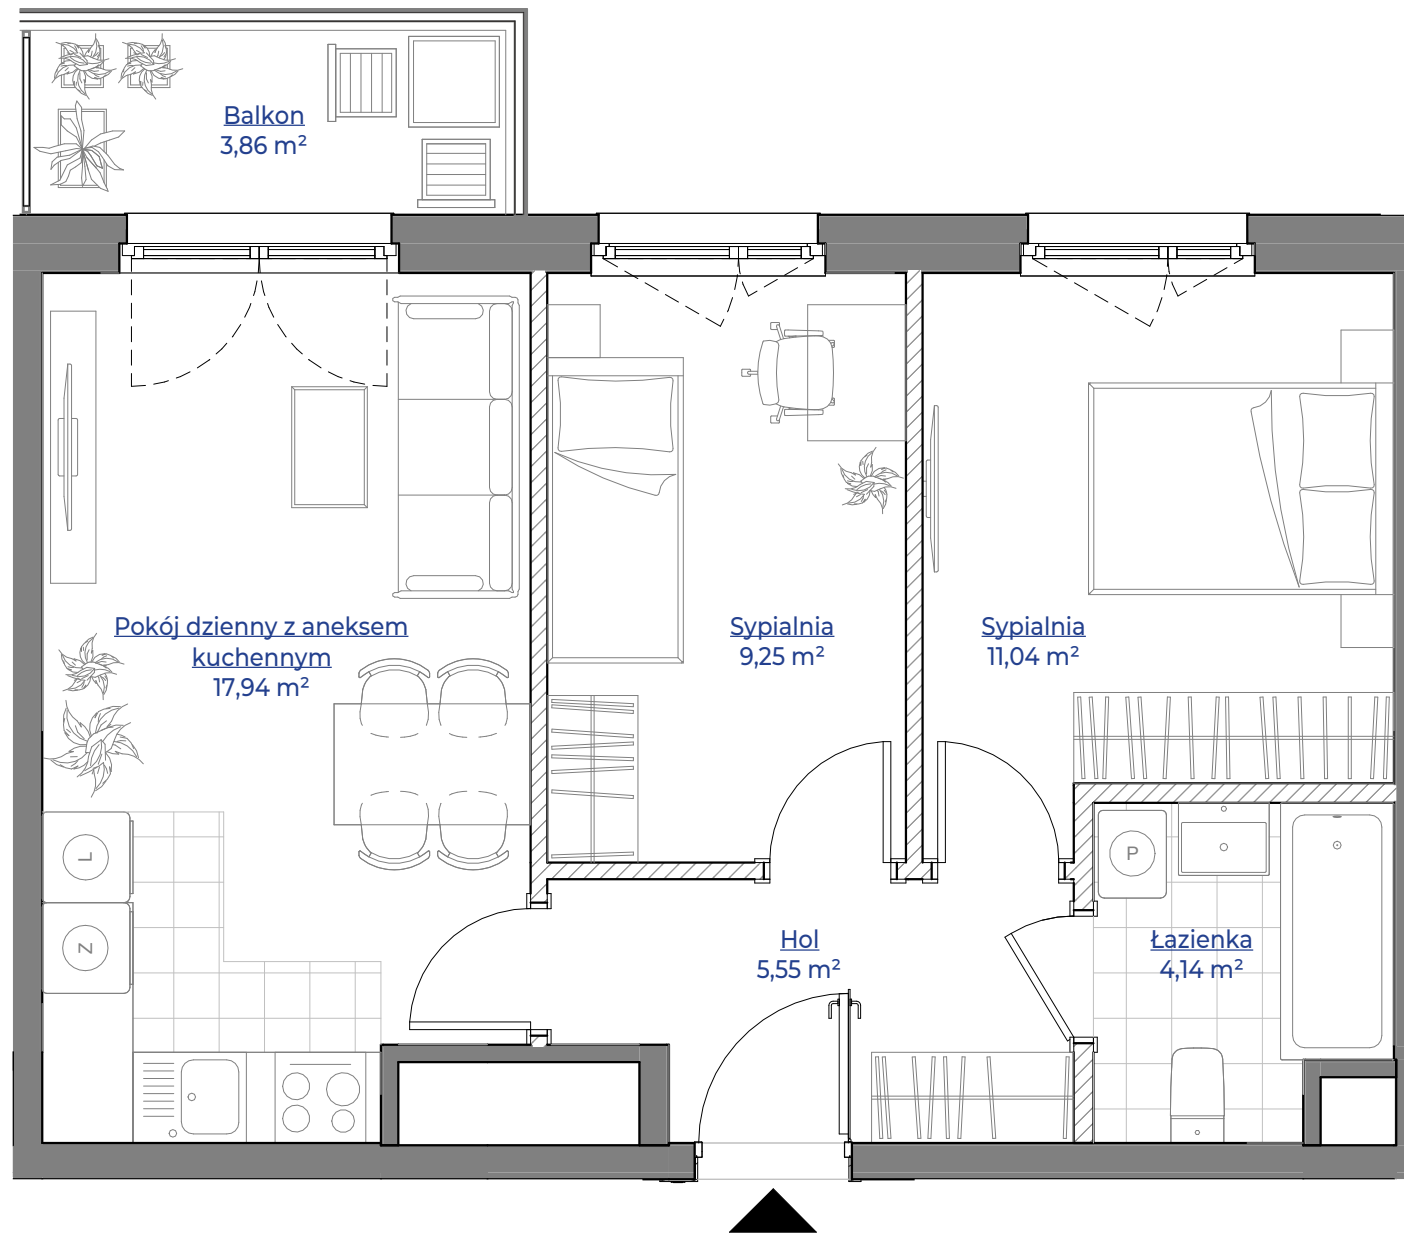 Balkon
3,86 m²
Pokój dzienny z aneksem
kuchennym
17,94 m²
Sypialnia
9,25 m²
Sypialnia
11,04 m²
L
Z
P
Hol
5,55 m²
Łazienka
4,14 m²